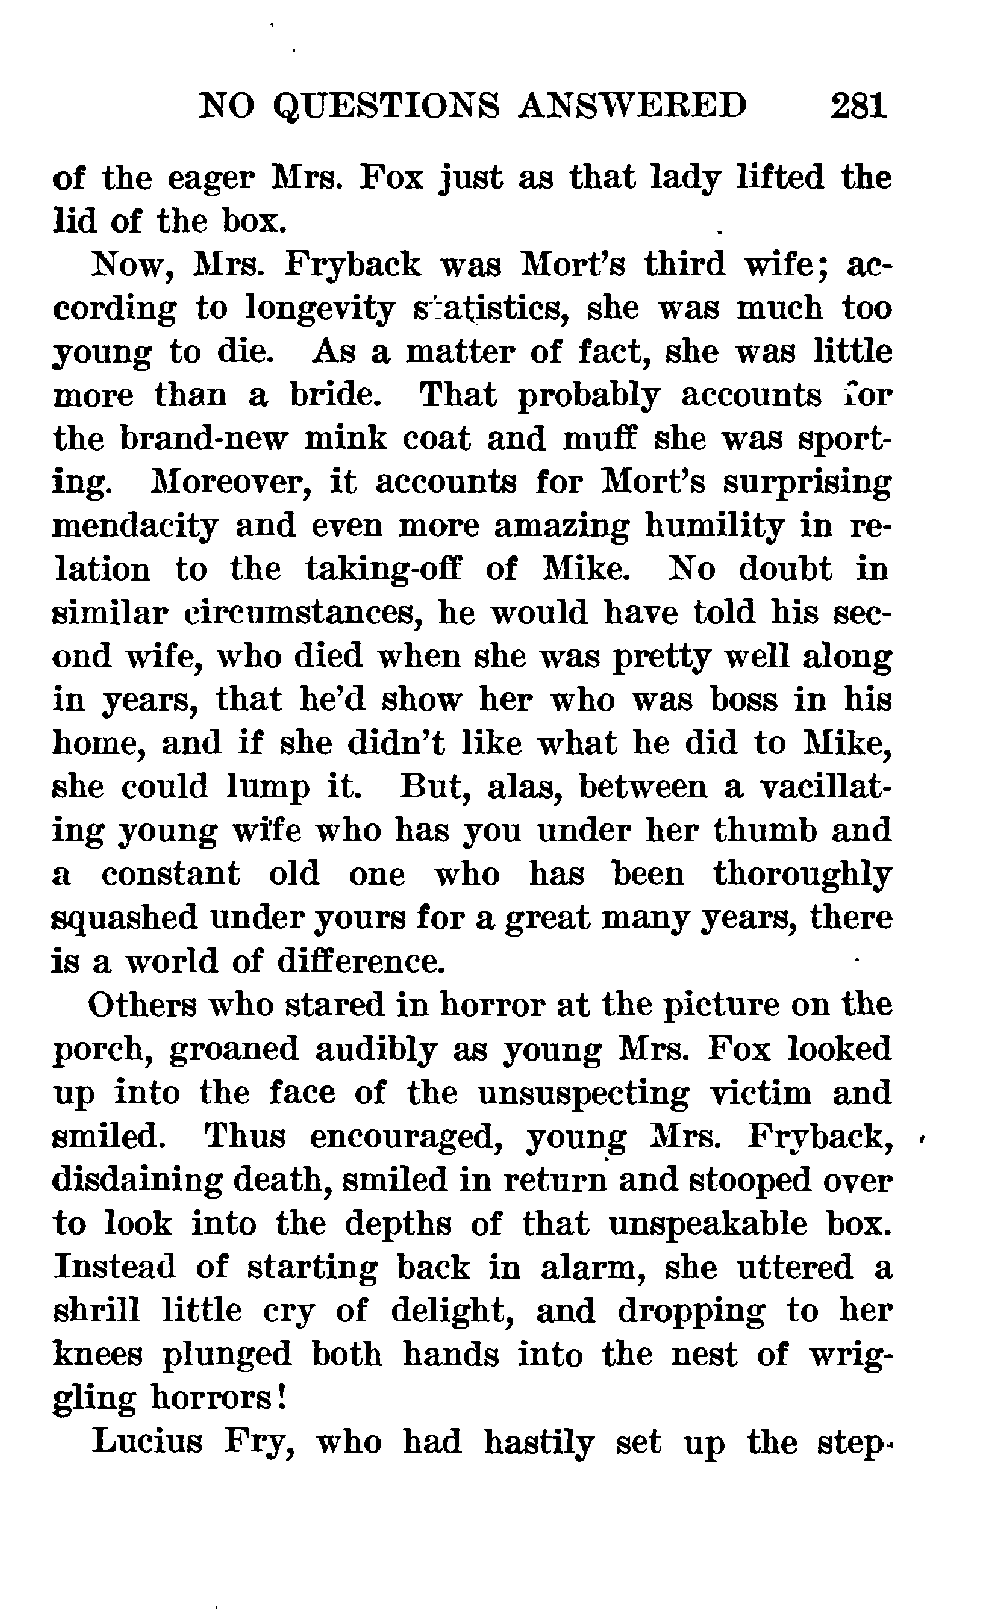 NO QUESTIONS ANSWERED 281
of the eager Mrs. Fox just as that lady lifted the
lid of the box.
Now, Mrs. Fryback was Mort's third wife; ac-
cording to longevity statistics, she was much too
young to die. As a matter of fact, she was little
more than a bride. That probably accounts for
the brand-new mink coat and muff she was sport-
ing. Moreover, it accounts for Mort's surprising
mendacity and even more amazing humility in re-
lation to the taking-off of Mike. No doubt in
similar circumstances, he would have told his sec-
ond wife, who died when she was pretty well along
in years, that he'd show her who was boss in his
home, and if she didn't like what he did to Mike,
she could lump it. But, alas, between a vacillat-
ing young wife who has you under her thumb and
a constant old one who has been thoroughly
squashed under yours for a great many years, there
is a world of difference.
Others who stared in horror at the picture on the
porch, groaned audibly as young Mrs. Fox looked
up into the face of the unsuspecting victim and
smiled. Thus encouraged, young Mrs. Fryback,
disdaining death, smiled in return and stooped over
to look into the depths of that unspeakable box.
Instead of starting back in alarm, she uttered a
shrill little cry of delight, and dropping to her
knees plunged both hands into the nest of wrig-
gling horrors!
Lucius Fry, who had hastily set up the step-